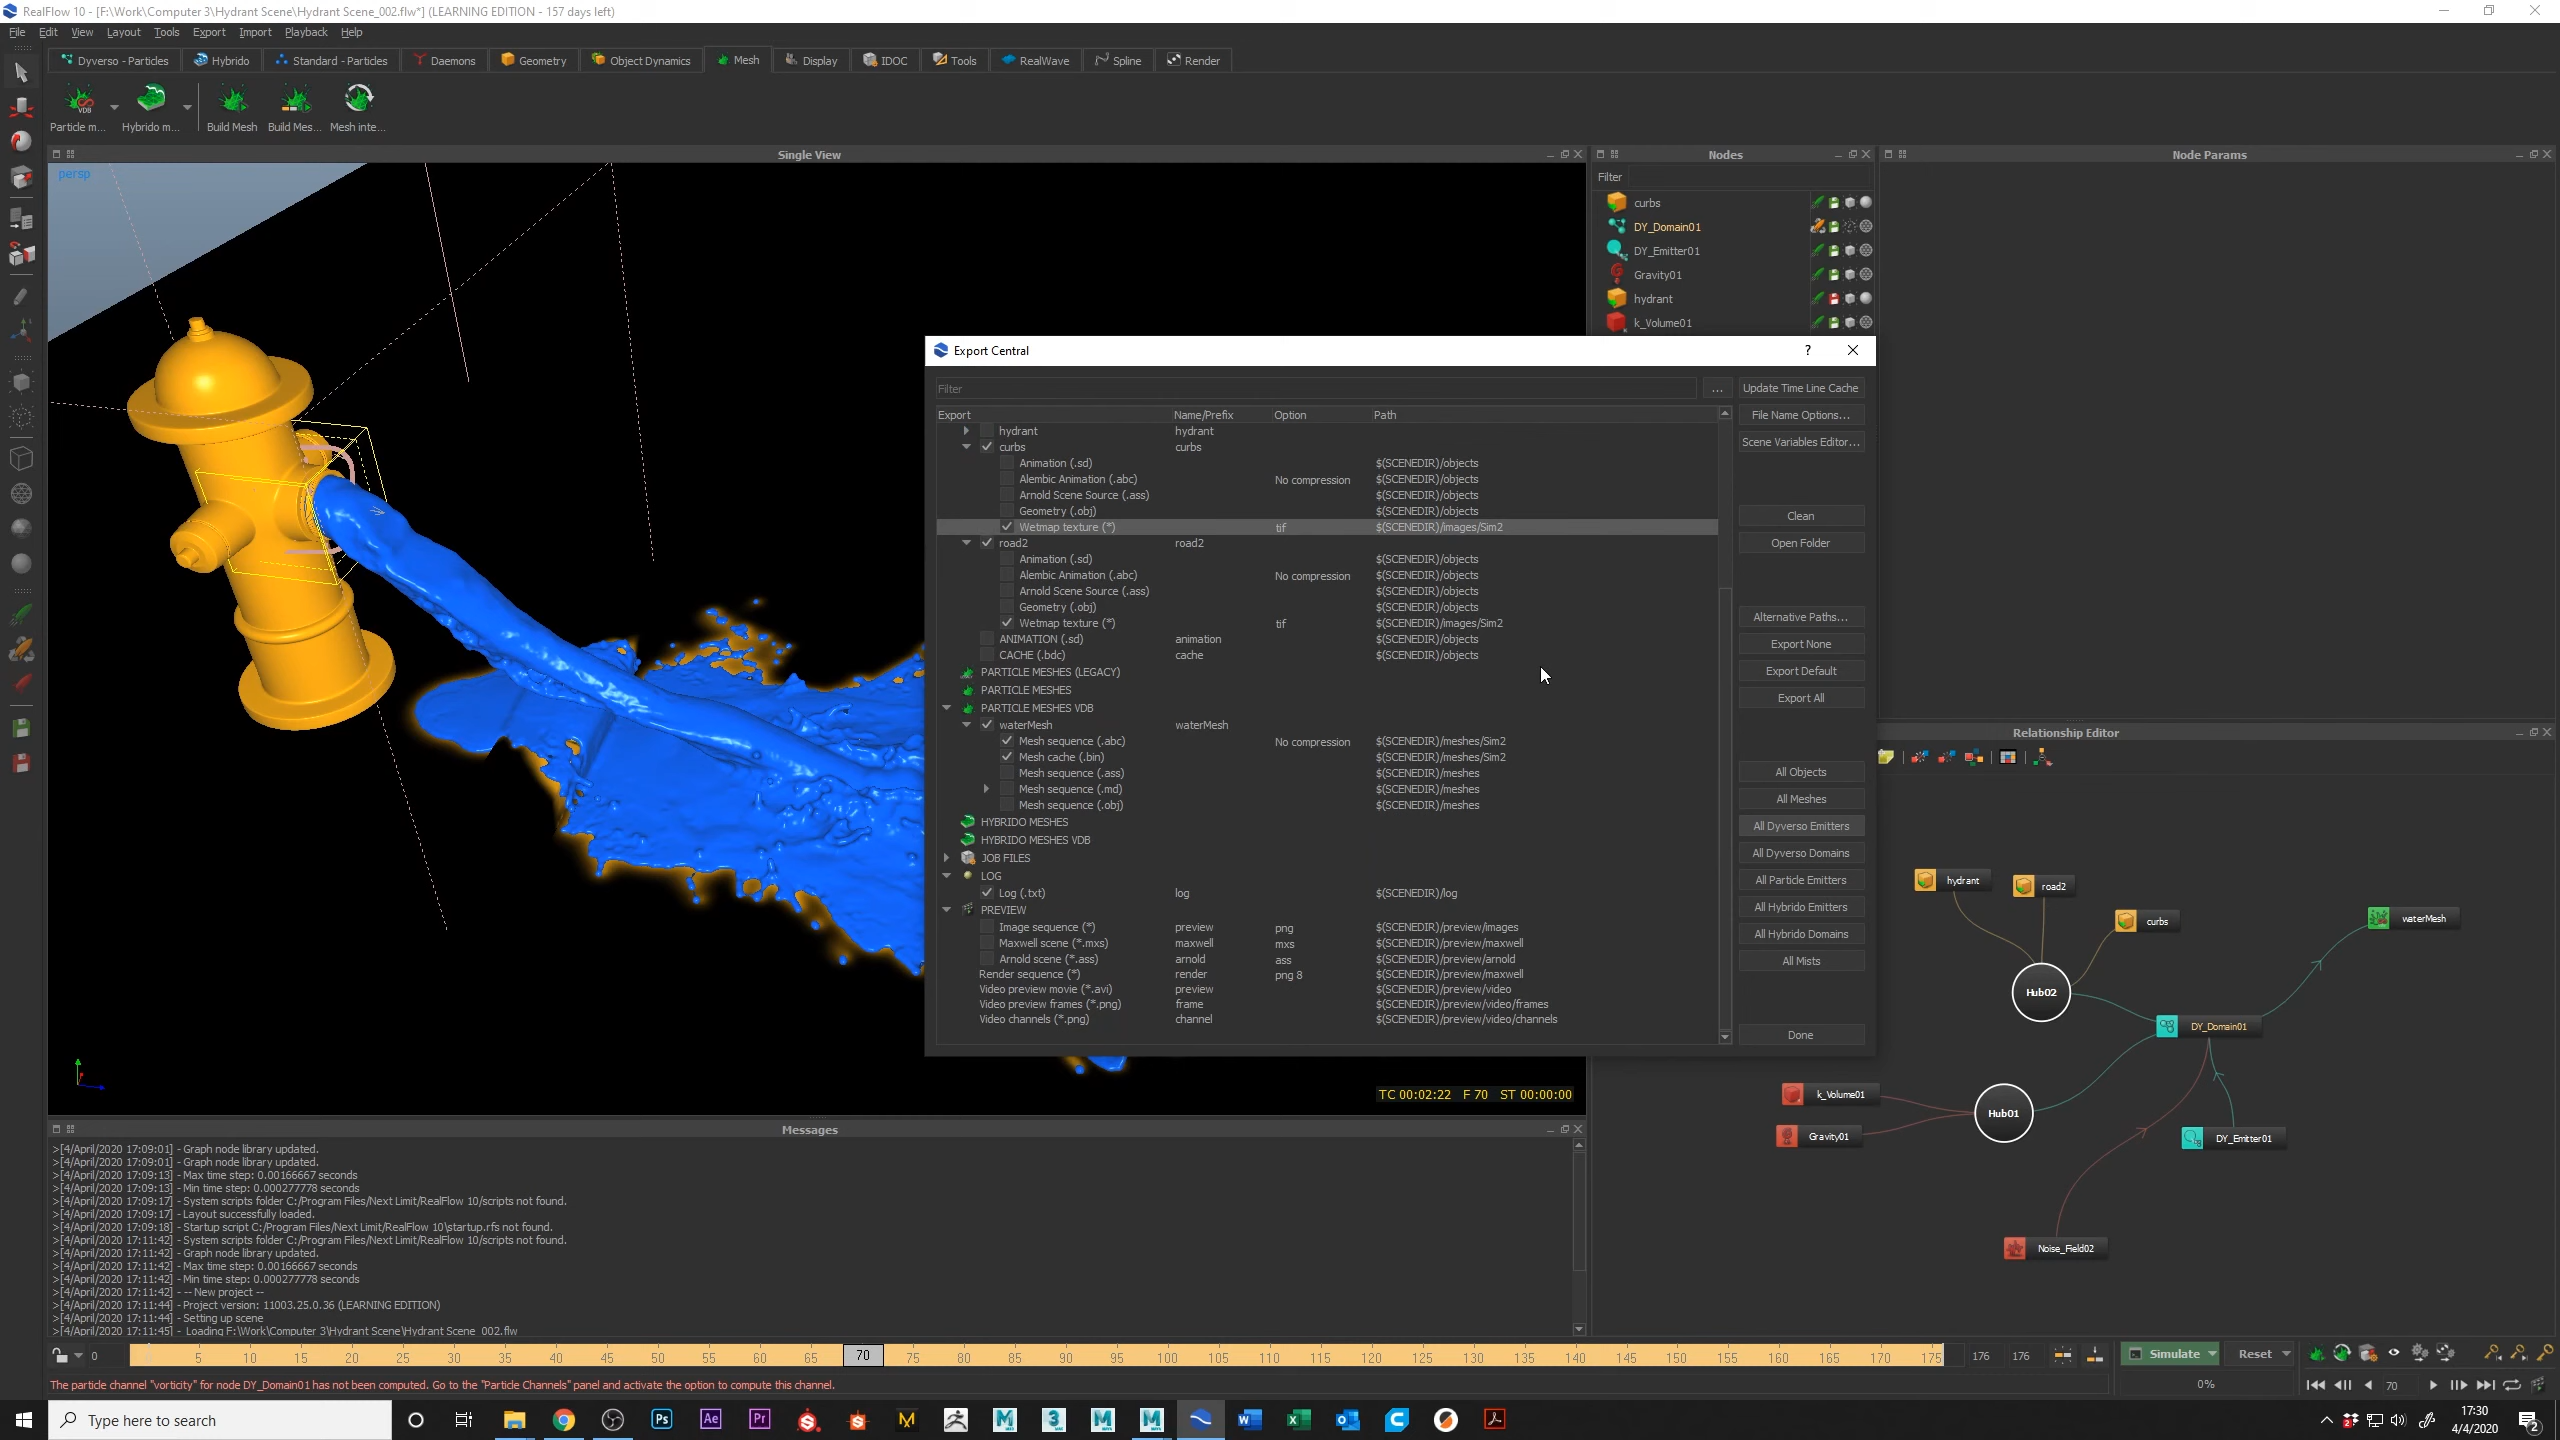 RealFlow 10 - [F:\Work\Computer 3\Hydrant Scene\Hydrant Scene_002.flw*] (LEARNING EDITION - 157 days left)
File Edit View Layout Tools Export Import Playback Help
Dyverso - Particles Hybrido Standard - Particles Daemons Geometry Object Dynamics Mesh Display IDOC Tools RealWave Spline Render
VDB
Particle m... Hybrido m... Build Mesh Build Mes... Mesh inte...
Single View
persp
Nodes
Filter
curbs
DY_Domain01
DY_Emitter01
Gravity01
hydrant
k_Volume01
Node Params
Export Central
?
Filter
...
Update Time Line Cache
File Name Options...
Scene Variables Editor...
Clean
Open Folder
Alternative Paths...
Export None
Export Default
Export All
All Objects
All Meshes
All Dyverso Emitters
All Dyverso Domains
All Particle Emitters
All Hybrido Emitters
All Hybrido Domains
All Mists
Done
Export Name/Prefix Option Path
hydrant hydrant
curbs curbs
Animation (.sd) $(SCENEDIR)/objects
Alembic Animation (.abc) No compression $(SCENEDIR)/objects
Arnold Scene Source (.ass) $(SCENEDIR)/objects
Geometry (.obj) $(SCENEDIR)/objects
Wetmap texture (*) tif $(SCENEDIR)/images/Sim2
road2 road2
Animation (.sd) $(SCENEDIR)/objects
Alembic Animation (.abc) No compression $(SCENEDIR)/objects
Arnold Scene Source (.ass) $(SCENEDIR)/objects
Geometry (.obj) $(SCENEDIR)/objects
Wetmap texture (*) tif $(SCENEDIR)/images/Sim2
ANIMATION (.sd) animation $(SCENEDIR)/objects
CACHE (.bdc) cache $(SCENEDIR)/objects
PARTICLE MESHES (LEGACY)
PARTICLE MESHES
PARTICLE MESHES VDB
waterMesh waterMesh
Mesh sequence (.abc) No compression $(SCENEDIR)/meshes/Sim2
Mesh cache (.bin) $(SCENEDIR)/meshes/Sim2
Mesh sequence (.ass) $(SCENEDIR)/meshes
Mesh sequence (.md) $(SCENEDIR)/meshes
Mesh sequence (.obj) $(SCENEDIR)/meshes
HYBRIDO MESHES
HYBRIDO MESHES VDB
JOB FILES
LOG
Log (.txt) log $(SCENEDIR)/log
PREVIEW
Image sequence (*) preview png $(SCENEDIR)/preview/images
Maxwell scene (*.mxs) maxwell mxs $(SCENEDIR)/preview/maxwell
Arnold scene (*.ass) arnold ass $(SCENEDIR)/preview/arnold
Render sequence (*) render png 8 $(SCENEDIR)/preview/maxwell
Video preview movie (*.avi) preview $(SCENEDIR)/preview/video
Video preview frames (*.png) frame $(SCENEDIR)/preview/video/frames
Video channels (*.png) channel $(SCENEDIR)/preview/video/channels
TC 00:02:22 F 70 ST 00:00:00
Relationship Editor
hydrant
road2
curbs
waterMesh
Hub02
DY_Domain01
k_Volume01
Hub01
Gravity01
DY_Emitter01
Noise_Field02
Messages
>[4/April/2020 17:09:01] - Graph node library updated.
>[4/April/2020 17:09:01] - Graph node library updated.
>[4/April/2020 17:09:13] - Max time step: 0.00166667 seconds
>[4/April/2020 17:09:13] - Min time step: 0.000277778 seconds
>[4/April/2020 17:09:17] - System scripts folder C:/Program Files/Next Limit/RealFlow 10/scripts not found.
>[4/April/2020 17:09:17] - Layout successfully loaded.
>[4/April/2020 17:09:18] - Startup script C:/Program Files/Next Limit/RealFlow 10\startup.rfs not found.
>[4/April/2020 17:11:42] - System scripts folder C:/Program Files/Next Limit/RealFlow 10/scripts not found.
>[4/April/2020 17:11:42] - Graph node library updated.
>[4/April/2020 17:11:42] - Max time step: 0.00166667 seconds
>[4/April/2020 17:11:42] - Min time step: 0.000277778 seconds
>[4/April/2020 17:11:42] - -- New project --
>[4/April/2020 17:11:44] - Project version: 11003.25.0.36 (LEARNING EDITION)
>[4/April/2020 17:11:44] - Setting up scene
>[4/April/2020 17:11:45] - Loading F:\Work\Computer 3\Hydrant Scene\Hydrant Scene_002.flw
0 5 10 15 20 25 30 35 40 45 50 55 60 65 70 75 80 85 90 95 100 105 110 115 120 125 130 135 140 145 150 155 160 165 170 175 176 176
Simulate Reset
The particle channel "vorticity" for node DY_Domain01 has not been computed. Go to the "Particle Channels" panel and activate the option to compute this channel.
0%
70
Type here to search
Ps Ae Pr
17:30
4/4/2020
2